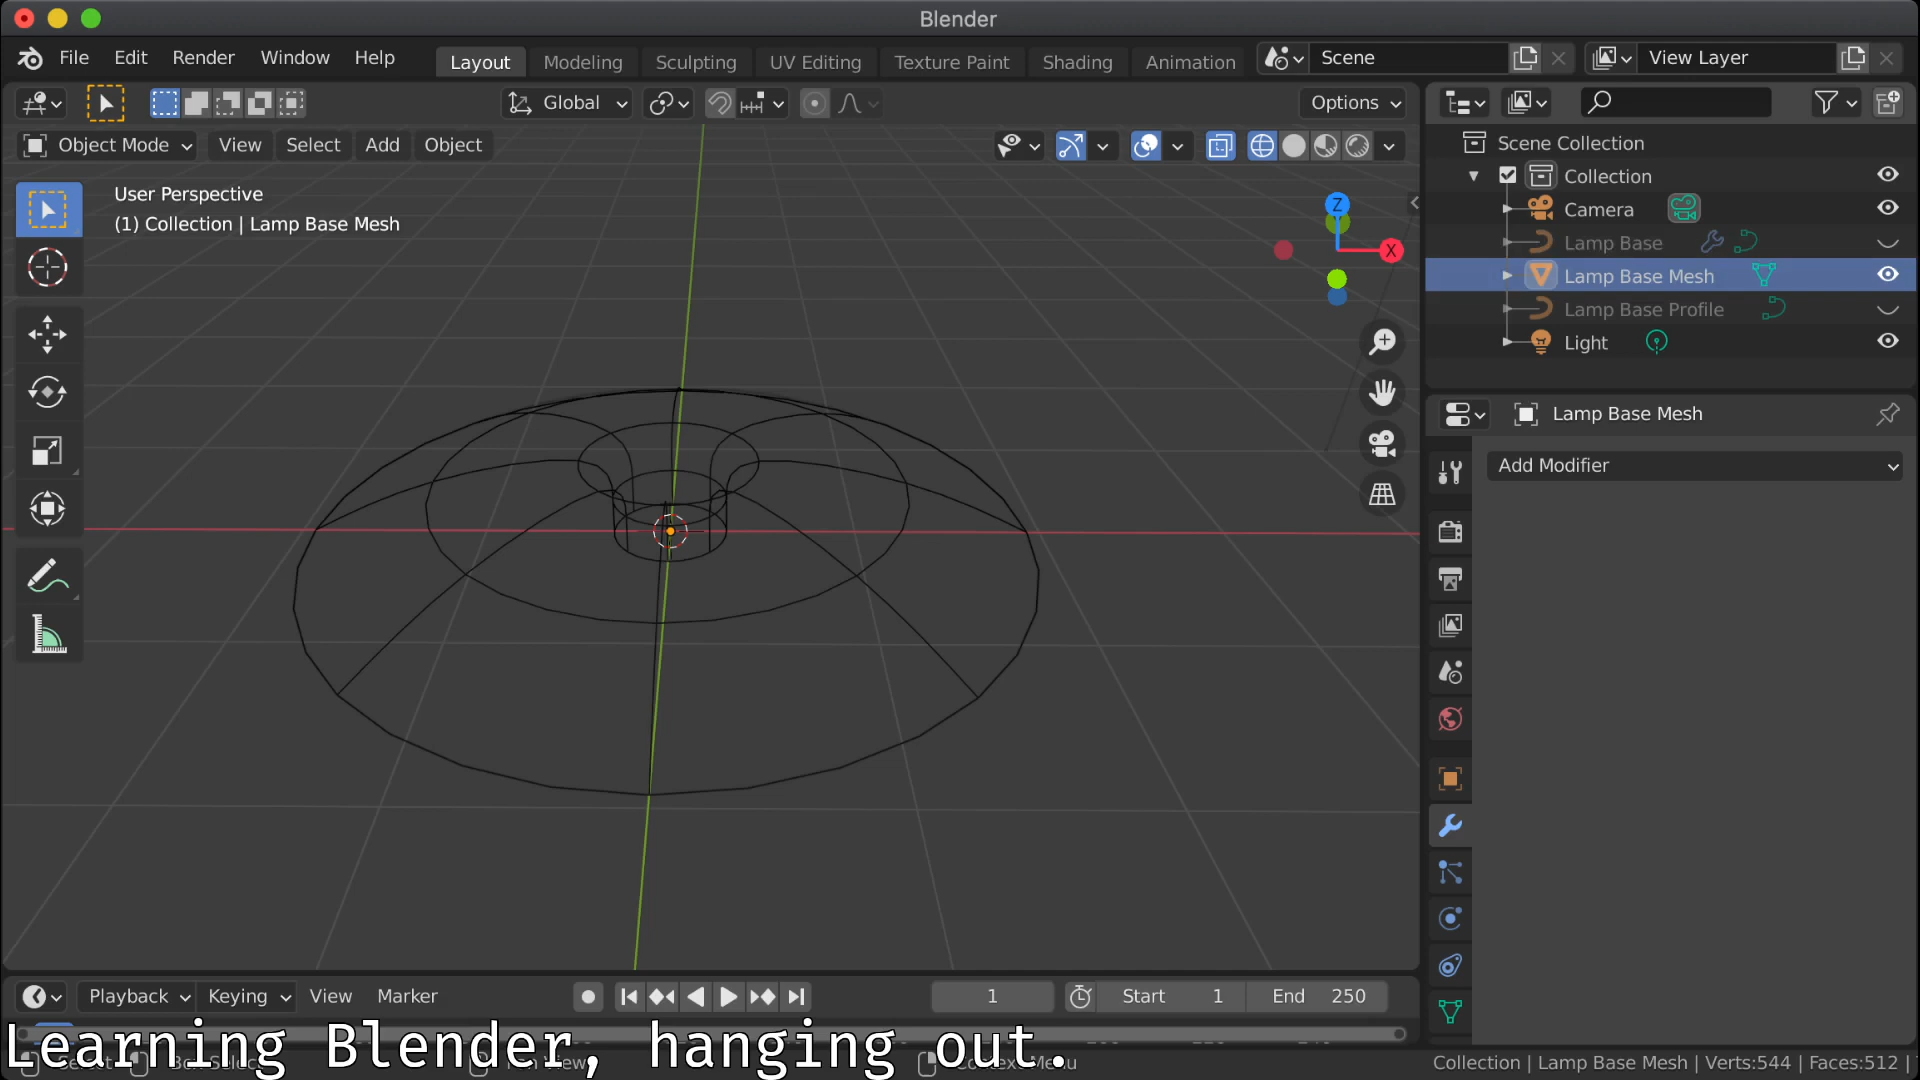 Blender
File Edit Render Window Help
Layout Modeling Sculpting UV Editing Texture Paint Shading Animation
Scene
View Layer
Global
Options
Object Mode View Select Add Object
User Perspective
(1) Collection | Lamp Base Mesh
Z
X
Scene Collection
Collection
Camera
Lamp Base
Lamp Base Mesh
Lamp Base Profile
Light
Lamp Base Mesh
Add Modifier
Playback Keying View Marker
1
Start 1
End 250
Learning Blender, hanging out.
Collection | Lamp Base Mesh | Verts:544 | Faces:512 |